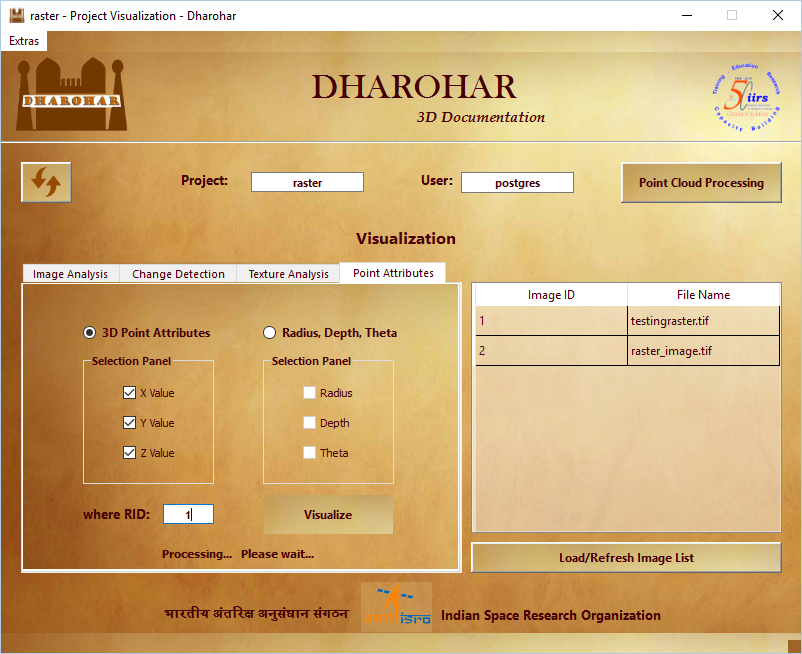 raster - Project Visualization - Dharohar
Extras
DHAROHAR
DHAROHAR
3D Documentation
Training Education Research
5 iirs
Capacity Building
Project: raster User: postgres
Point Cloud Processing
Visualization
Image Analysis Change Detection Texture Analysis Point Attributes
3D Point Attributes Radius, Depth, Theta
Selection Panel Selection Panel
X Value Radius
Y Value Depth
Z Value Theta
where RID: 1 Visualize
Processing... Please wait...
Image ID File Name
1 testingraster.tif
2 raster_image.tif
Load/Refresh Image List
भारतीय अंतरिक्ष अनुसंधान संगठन
इसरो isro
Indian Space Research Organization